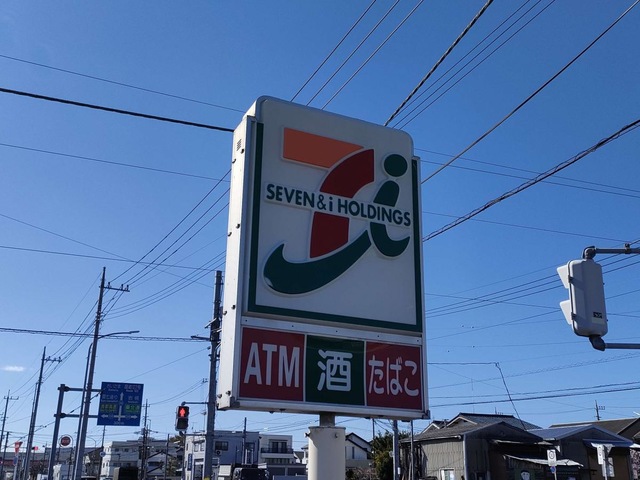 SEVEN&i HOLDINGS
ATM 酒 たばこ